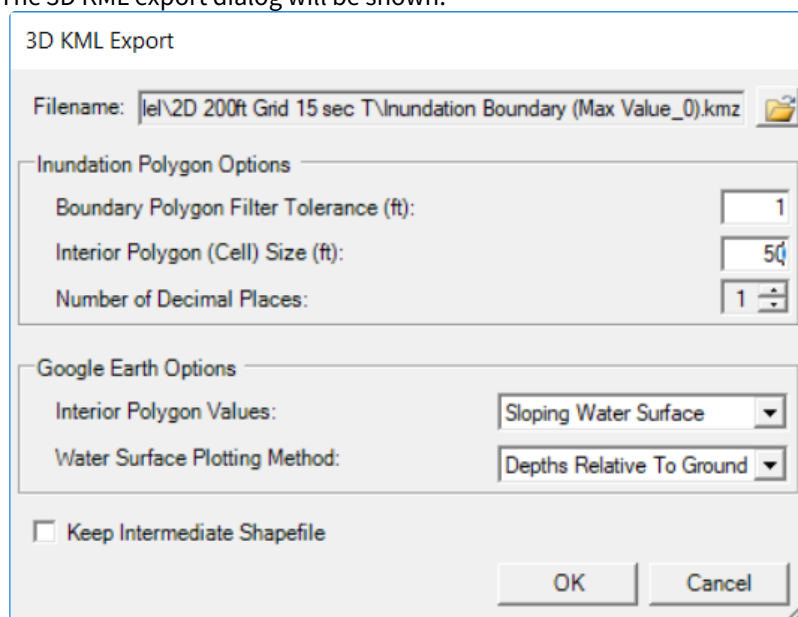 The 3D KML export dialog will be shown.
3D KML Export
Filename: lel\2D 200ft Grid 15 sec T\Inundation Boundary (Max Value_0).kmz
Inundation Polygon Options
Boundary Polygon Filter Tolerance (ft): 1
Interior Polygon (Cell) Size (ft): 50
Number of Decimal Places: 1
Google Earth Options
Interior Polygon Values: Sloping Water Surface
Water Surface Plotting Method: Depths Relative To Ground
Keep Intermediate Shapefile
OK Cancel